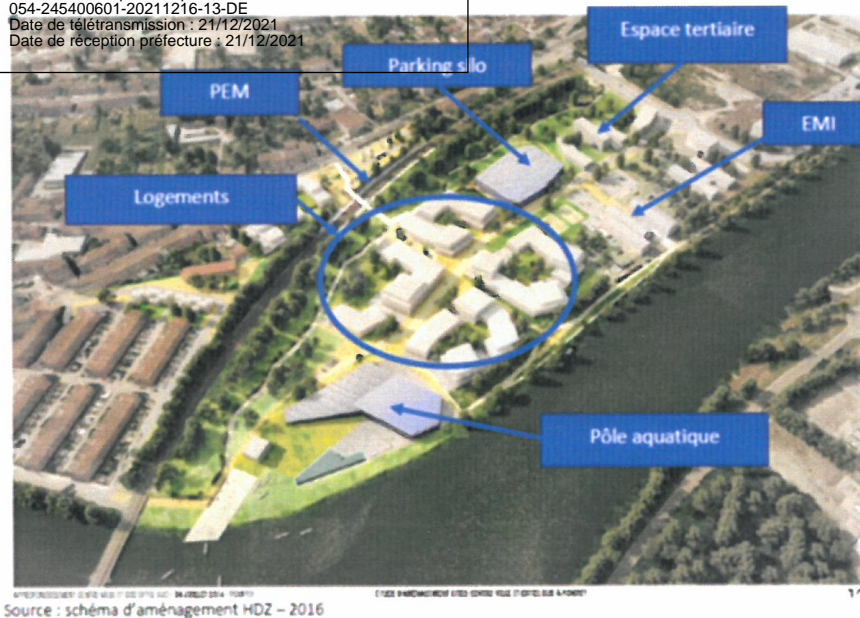 054-245400601-20211216-13-DE
Date de télétransmission : 21/12/2021
Date de réception préfecture : 21/12/2021
Espace tertiaire
Parking silo
PEM
EMI
Logements
Pôle aquatique
Source : schéma d'aménagement HDZ – 2016